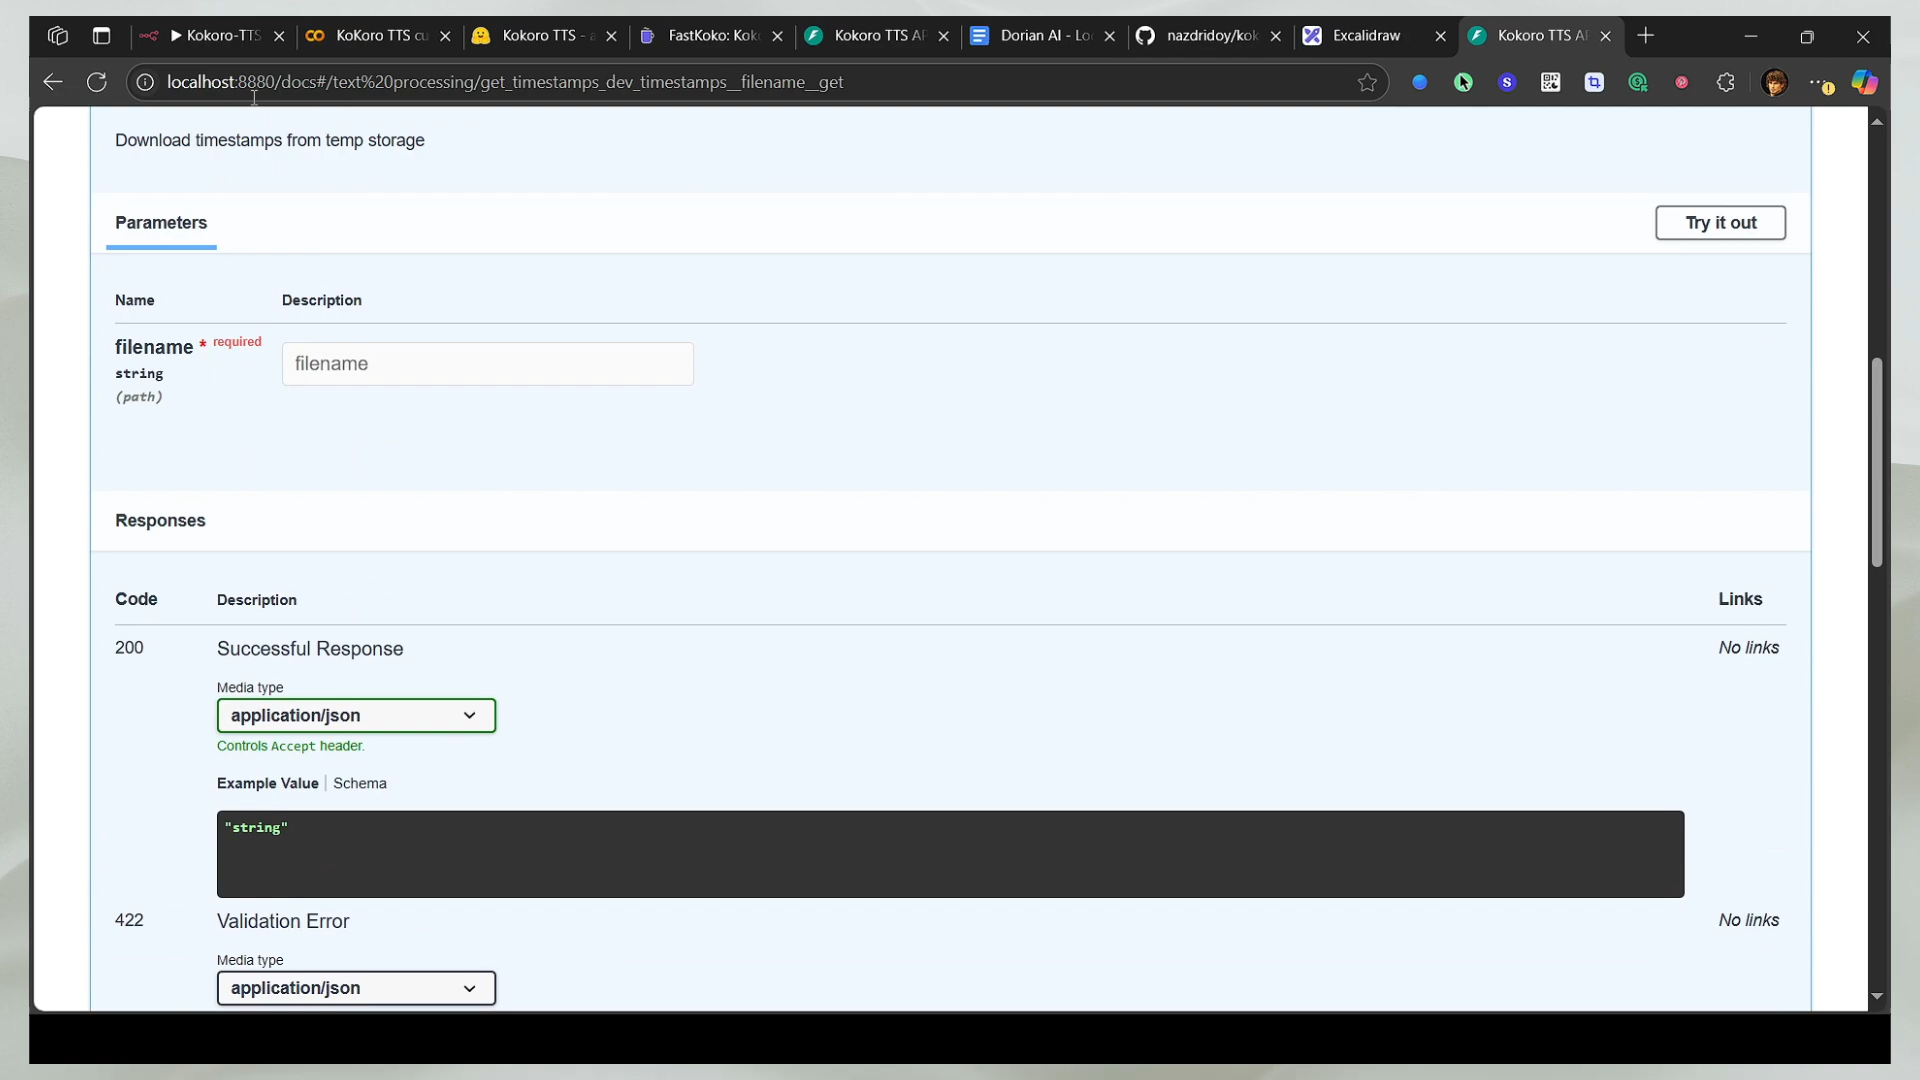 Kokoro-TTS
KoKoro TTS cu
Kokoro TTS - a
FastKoko: Kok
Kokoro TTS AP
Dorian AI - Lo
nazdridoy/kok
Excalidraw
Kokoro TTS AP
localhost:8880/docs#/text%20processing/get_timestamps_dev_timestamps__filename__get
Download timestamps from temp storage
Parameters
Try it out
Name Description
filename * required
string
(path)
filename
Responses
Code Description Links
200 Successful Response No links
Media type
application/json
Controls Accept header.
Example Value | Schema
"string"
422 Validation Error No links
Media type
application/json